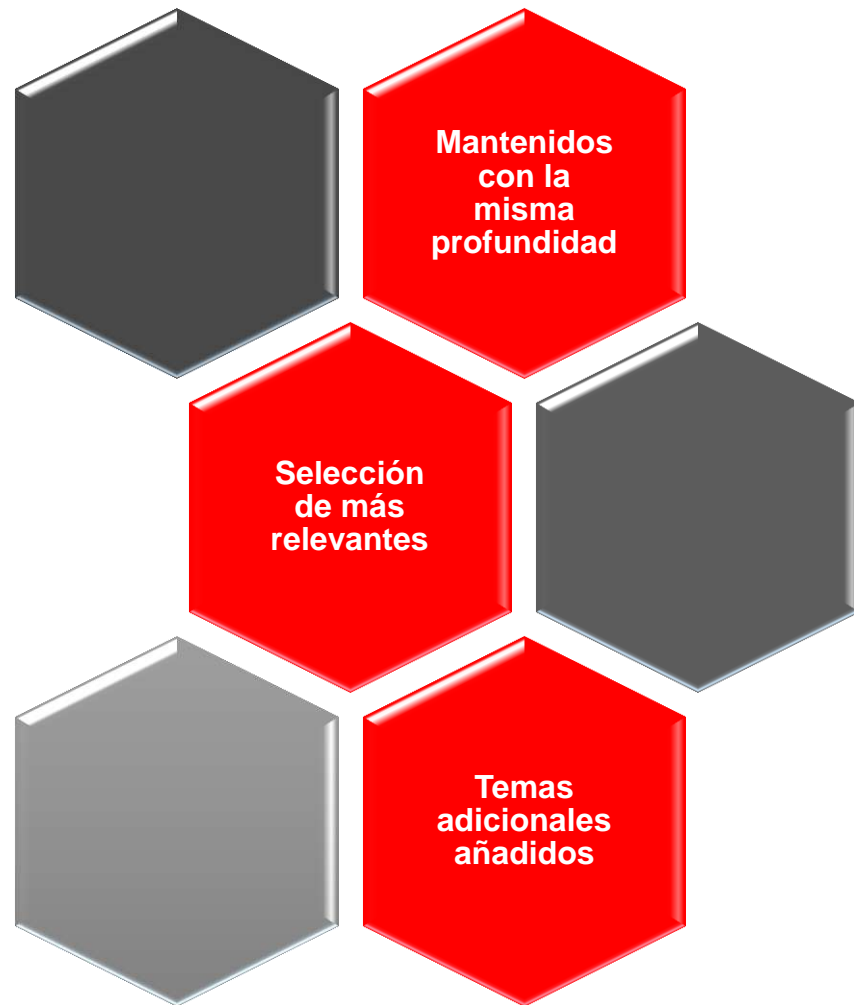 Mantenidos
con la
misma
profundidad
Selección
de más
relevantes
Temas
adicionales
añadidos